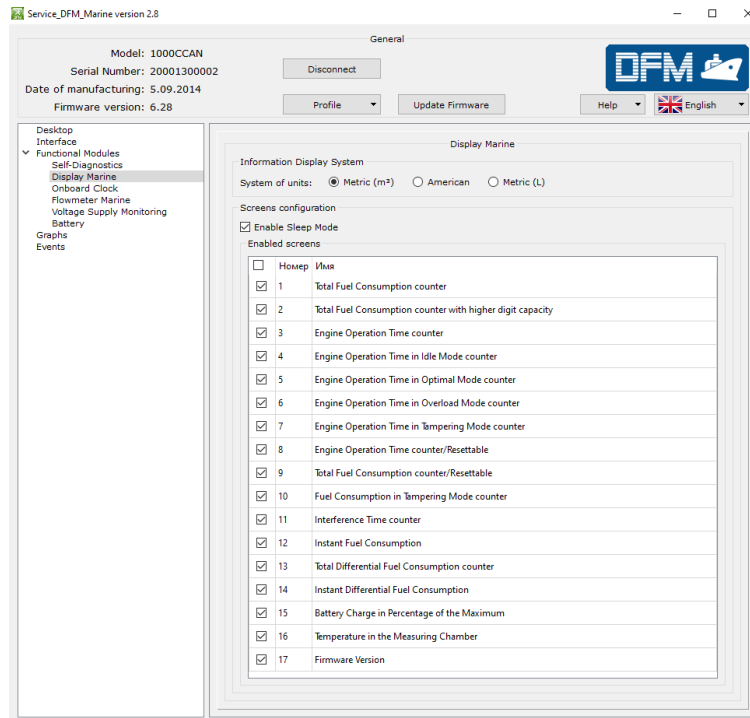 Service_DFM_Marine version 2.8
General
Model: 1000CCAN
Serial Number: 20001300002
Date of manufacturing: 5.09.2014
Firmware version: 6.28
Disconnect
Profile
Update Firmware
DFM
Help
English
Desktop
Interface
Functional Modules
Self-Diagnostics
Display Marine
Onboard Clock
Flowmeter Marine
Voltage Supply Monitoring
Battery
Graphs
Events
Display Marine
Information Display System
System of units: Metric (m³) American Metric (L)
Screens configuration
Enable Sleep Mode
Enabled screens
Номер Имя
1 Total Fuel Consumption counter
2 Total Fuel Consumption counter with higher digit capacity
3 Engine Operation Time counter
4 Engine Operation Time in Idle Mode counter
5 Engine Operation Time in Optimal Mode counter
6 Engine Operation Time in Overload Mode counter
7 Engine Operation Time in Tampering Mode counter
8 Engine Operation Time counter/Resettable
9 Total Fuel Consumption counter/Resettable
10 Fuel Consumption in Tampering Mode counter
11 Interference Time counter
12 Instant Fuel Consumption
13 Total Differential Fuel Consumption counter
14 Instant Differential Fuel Consumption
15 Battery Charge in Percentage of the Maximum
16 Temperature in the Measuring Chamber
17 Firmware Version